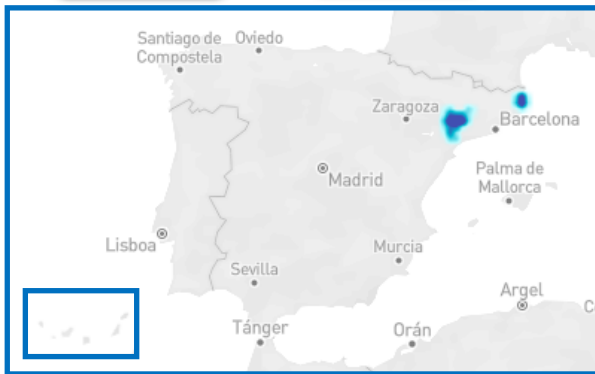 Santiago de
Compostela
Oviedo
Zaragoza
Barcelona
Madrid
Palma de
Mallorca
Lisboa
Murcia
Sevilla
Argel
Tánger
Orán